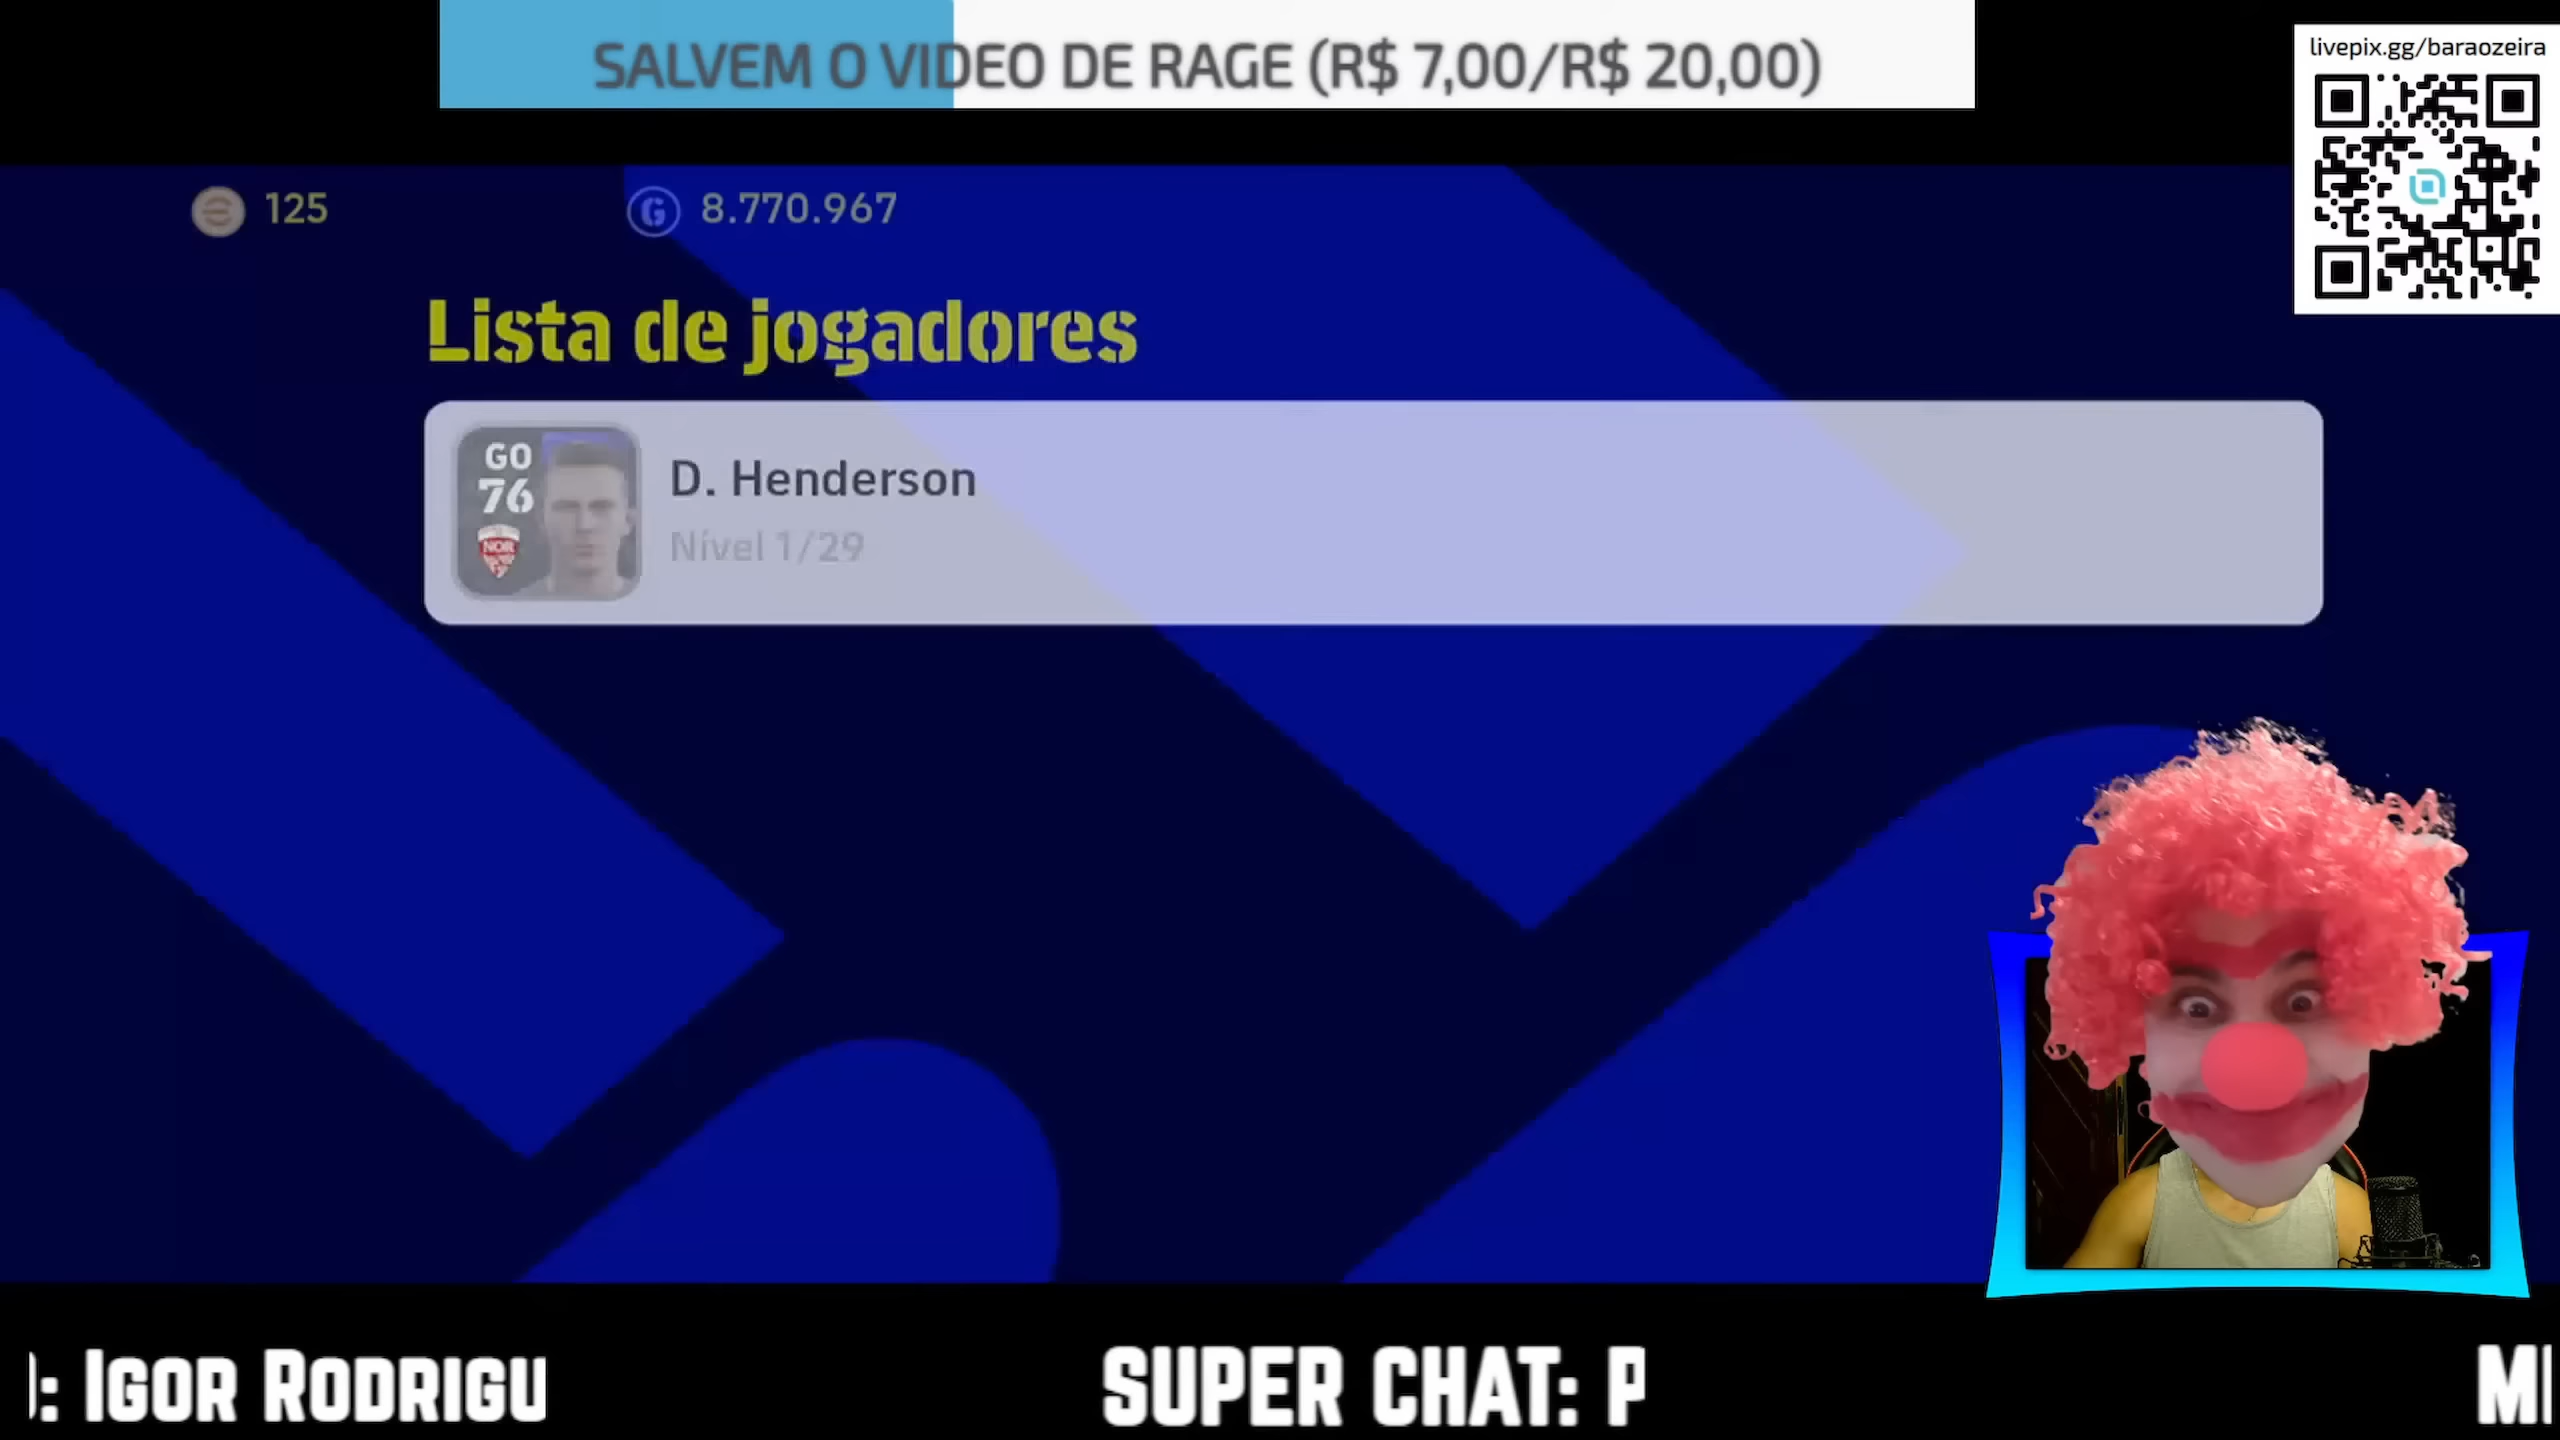 SALVEM O VIDEO DE RAGE (R$ 7,00/R$ 20,00)
livepix.gg/baraozeira
125
8.770.967
Lista de jogadores
GO
76
NOR
D. Henderson
Nível 1/29
: IGOR RODRIGU
SUPER CHAT: P